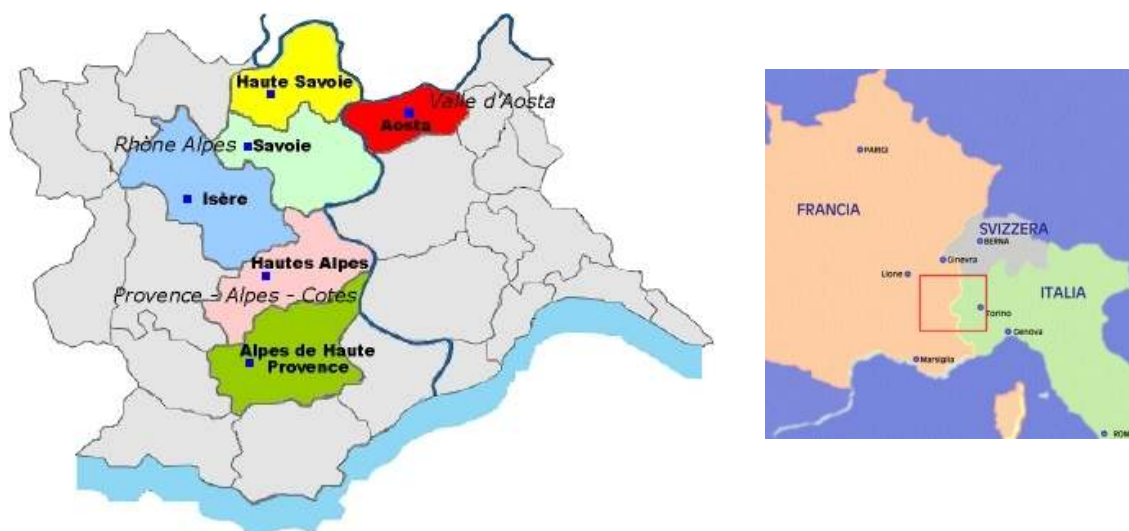 Haute Savoie
Valle d'Aosta
Aosta
Rhône Alpes
Savoie
Isère
Hautes Alpes
Provence - Alpes - Cotes
Alpes de Haute
Provence
PARIGI
FRANCIA
SVIZZERA
BERNA
Ginevra
Lione
ITALIA
Torino
Genova
Marsiglia
ROM